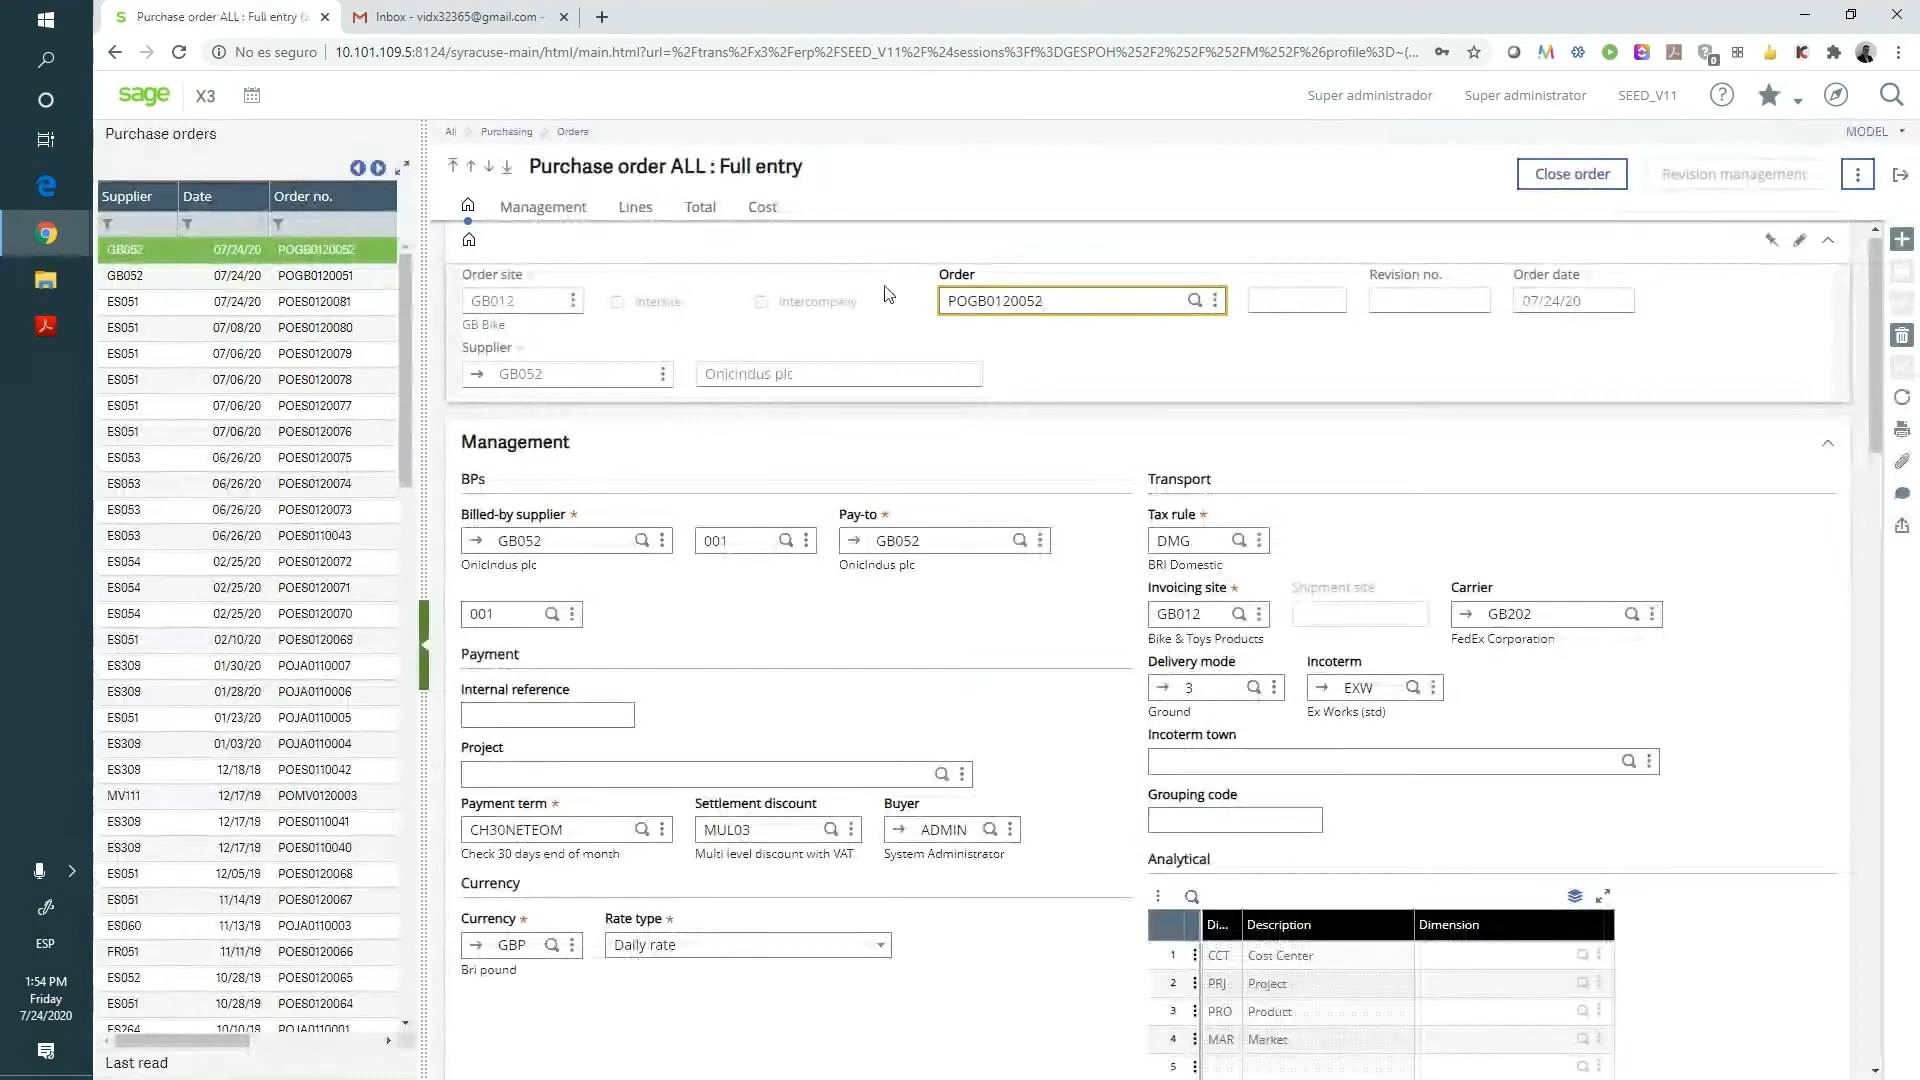 Purchase order ALL : Full entry (
Inbox - vidx32365@gmail.com -
No es seguro
10.101.109.5:8124/syracuse-main/html/main.html?url=%2Ftrans%2Fx3%2Ferp%2FSEED_V11%2F%24sessions%3Ff%3DGESPOH%252F2%252F%252FM%252F%26profile%3D~(...
sage X3
Super administrador
Super administrator
SEED_V11
Purchase orders
All
Purchasing
Orders
MODEL
Purchase order ALL : Full entry
Close order
Revision management
Management
Lines
Total
Cost
Supplier Date Order no.
GB052 07/24/20 POGB0120052
GB052 07/24/20 POGB0120051
ES051 07/24/20 POES0120081
ES051 07/08/20 POES0120080
ES051 07/06/20 POES0120079
ES051 07/06/20 POES0120078
ES051 07/06/20 POES0120077
ES051 07/06/20 POES0120076
ES053 06/26/20 POES0120075
ES053 06/26/20 POES0120074
ES053 06/26/20 POES0120073
ES053 06/26/20 POES0110043
ES054 02/25/20 POES0120072
ES054 02/25/20 POES0120071
ES054 02/25/20 POES0120070
ES051 02/10/20 POES0120069
ES309 01/30/20 POJA0110007
ES309 01/28/20 POJA0110006
ES051 01/23/20 POJA0110005
ES309 01/03/20 POJA0110004
ES309 12/18/19 POES0110042
MV111 12/17/19 POMV0120003
ES309 12/17/19 POES0110041
ES309 12/17/19 POES0110040
ES051 12/05/19 POES0120068
ES051 11/14/19 POES0120067
ES060 11/13/19 POJA0110003
FR051 11/11/19 POES0120066
ES052 10/28/19 POES0120065
ES051 10/28/19 POES0120064
ES264 10/10/19 POJA0110001
Last read
Order site
GB012
GB Bike
Intersite
Intercompany
Order
POGB0120052
Revision no.
Order date
07/24/20
Supplier
GB052
Onicindus plc
Management
BPs
Billed-by supplier *
GB052
Onicindus plc
001
Pay-to *
GB052
Onicindus plc
001
Payment
Internal reference
Project
Payment term *
CH30NETEOM
Check 30 days end of month
Settlement discount
MUL03
Multi level discount with VAT
Buyer
ADMIN
System Administrator
Currency
Currency *
GBP
Bri pound
Rate type *
Daily rate
Transport
Tax rule *
DMG
BRI Domestic
Invoicing site *
GB012
Bike & Toys Products
Shipment site
Carrier
GB202
FedEx Corporation
Delivery mode
3
Ground
Incoterm
EXW
Ex Works (std)
Incoterm town
Grouping code
Analytical
Di... Description Dimension
1 CCT Cost Center
2 PRJ Project
3 PRO Product
4 MAR Market
5
0
ESP
1:54 PM
Friday
7/24/2020